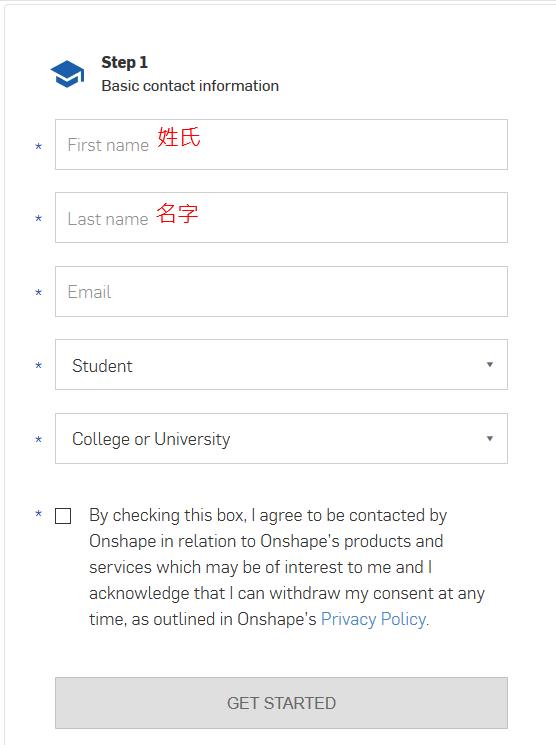 Step 1
Basic contact information
* First name 姓氏
* Last name 名字
* Email
* Student
* College or University
* By checking this box, I agree to be contacted by
Onshape in relation to Onshape's products and
services which may be of interest to me and I
acknowledge that I can withdraw my consent at any
time, as outlined in Onshape's Privacy Policy.
GET STARTED